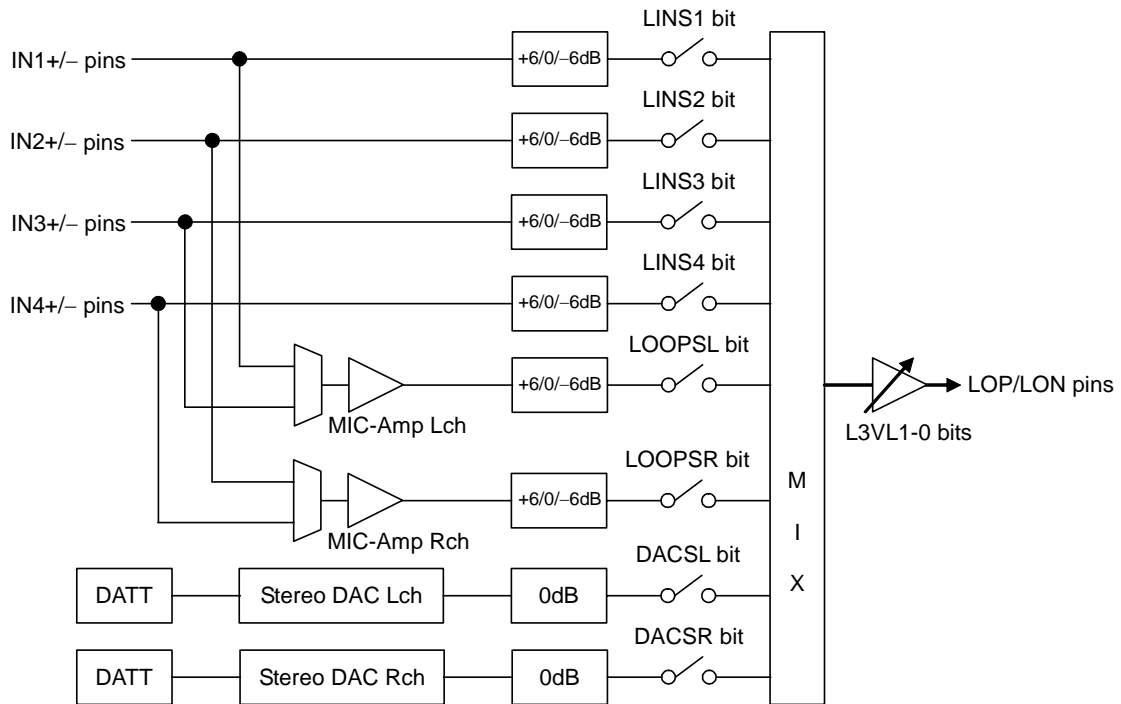 LINS1 bit
IN1+/− pins
+6/0/−6dB
LINS2 bit
IN2+/− pins
+6/0/−6dB
LINS3 bit
IN3+/− pins
+6/0/−6dB
LINS4 bit
IN4+/− pins
+6/0/−6dB
LOOPSL bit
+6/0/−6dB
LOP/LON pins
MIC-Amp Lch
L3VL1-0 bits
LOOPSR bit
+6/0/−6dB
MIC-Amp Rch
M
I
X
DACSL bit
DATT
Stereo DAC Lch
0dB
DACSR bit
DATT
Stereo DAC Rch
0dB